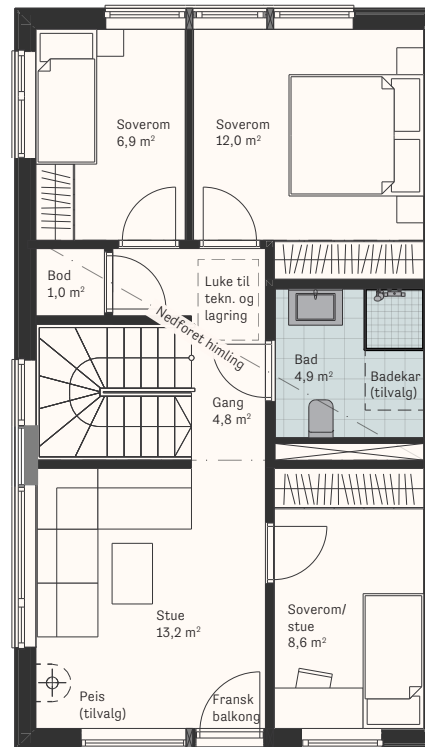 Soverom
6,9 m²
Soverom
12,0 m²
Bod
1,0 m²
Luke til
tekn. og
lagring
Nedforet himling
Bad
4,9 m²
Badekar
(tilvalg)
Gang
4,8 m²
Stue
13,2 m²
Soverom/
stue
8,6 m²
Peis
(tilvalg)
Fransk
balkong